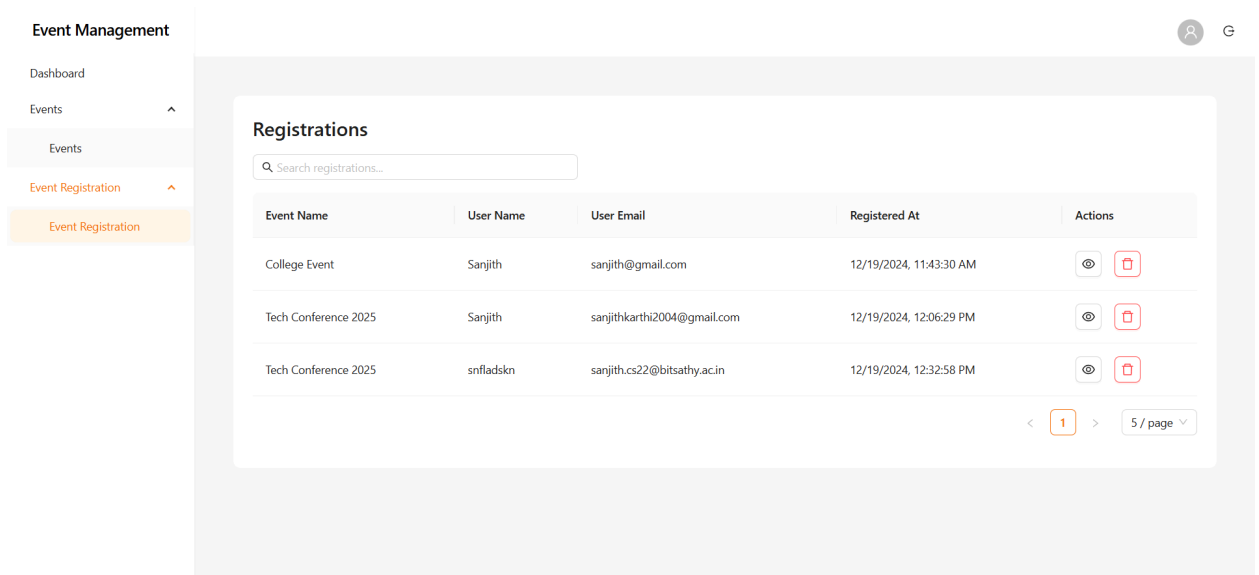 Event Management
Dashboard
Events
Events
Event Registration
Event Registration
Registrations
Search registrations...
Event Name User Name User Email Registered At Actions
College Event Sanjith sanjith@gmail.com 12/19/2024, 11:43:30 AM
Tech Conference 2025 Sanjith sanjithkarthi2004@gmail.com 12/19/2024, 12:06:29 PM
Tech Conference 2025 snfladskn sanjith.cs22@bitsathy.ac.in 12/19/2024, 12:32:58 PM
< 1 > 5 / page